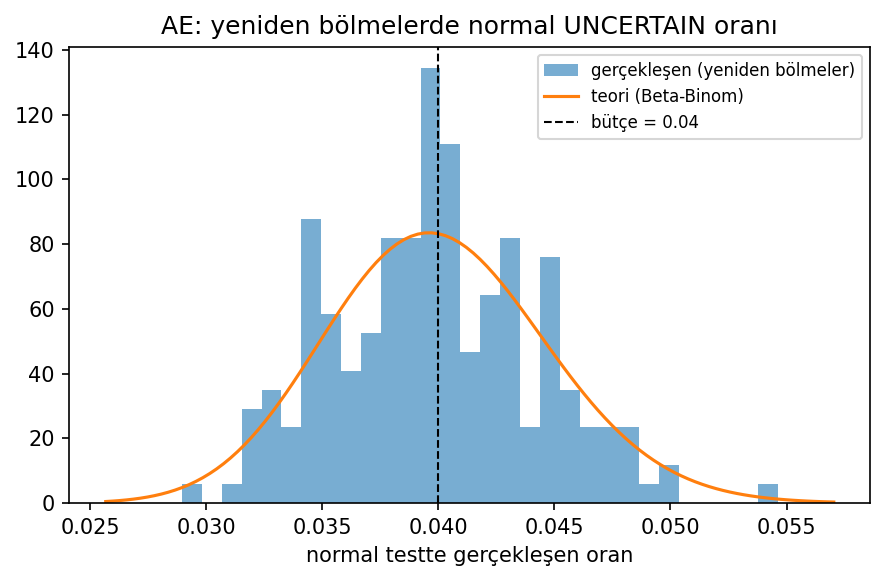 AE: yeniden bölmelerde normal UNCERTAIN oranı
140
120
100
80
60
40
20
0
gerçekleşen (yeniden bölmeler)
teori (Beta-Binom)
bütçe = 0.04
0.025 0.030 0.035 0.040 0.045 0.050 0.055
normal testte gerçekleşen oran